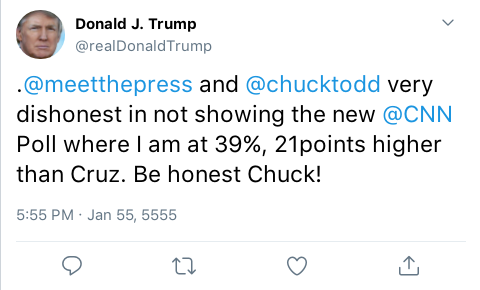 Donald J. Trump
@realDonaldTrump
.@meetthepress and @chucktodd very
dishonest in not showing the new @CNN
Poll where I am at 39%, 21points higher
than Cruz. Be honest Chuck!
5:55 PM · Jan 55, 5555